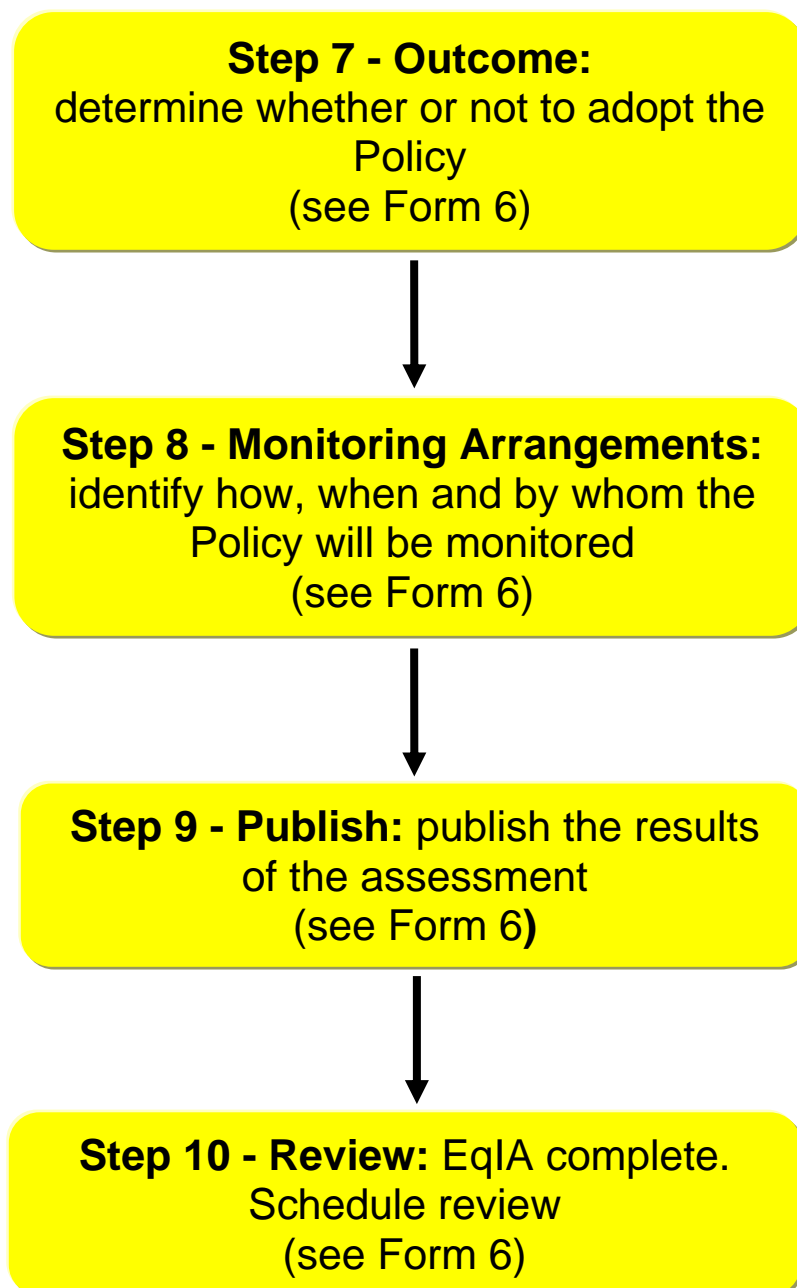 Step 7 - Outcome:
determine whether or not to adopt the
Policy
(see Form 6)
Step 8 - Monitoring Arrangements:
identify how, when and by whom the
Policy will be monitored
(see Form 6)
Step 9 - Publish: publish the results
of the assessment
(see Form 6)
Step 10 - Review: EqIA complete.
Schedule review
(see Form 6)